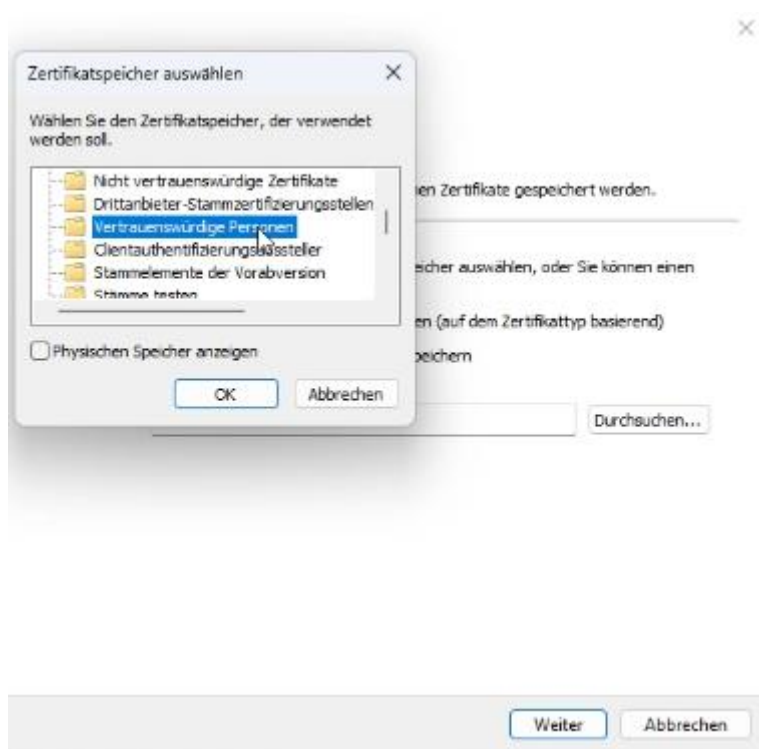 Zertifikatspeicher auswählen
Wählen Sie den Zertifikatspeicher, der verwendet
werden soll.
Nicht vertrauenswürdige Zertifikate
Drittanbieter-Stammzertifizierungsstellen
Vertrauenswürdige Personen
Clientauthentifizierungsaussteller
Stammelemente der Vorabversion
Stämme testen
Physischen Speicher anzeigen
OK Abbrechen
en Zertifikate gespeichert werden.
eicher auswählen, oder Sie können einen
en (auf dem Zertifikattyp basierend)
peichern
Durchsuchen...
Weiter Abbrechen